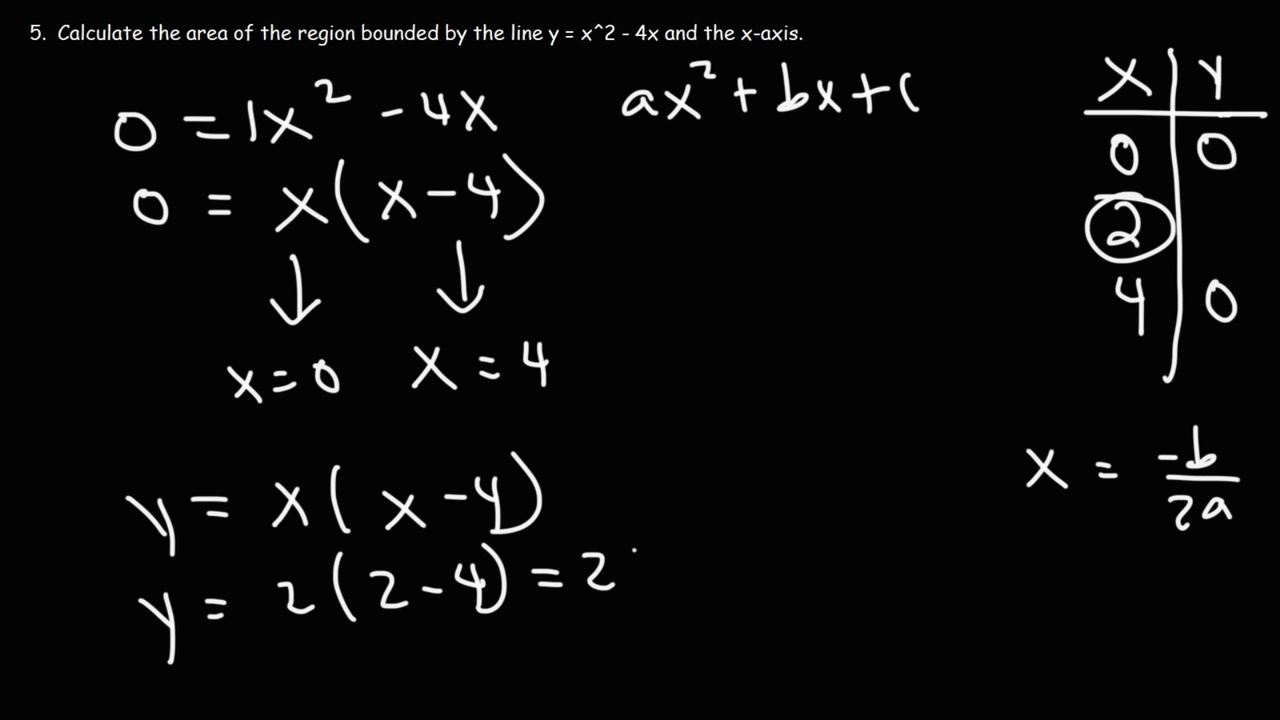 5. Calculate the area of the region bounded by the line y = x^2 - 4x and the x-axis.
0 = 1x² - 4x
ax² + bx + c
0 = x(x - 4)
x = 0 x = 4
y = x(x - 4)
y = 2(2 - 4) = 2
x y
0 0
2
4 0
x = -b/2a